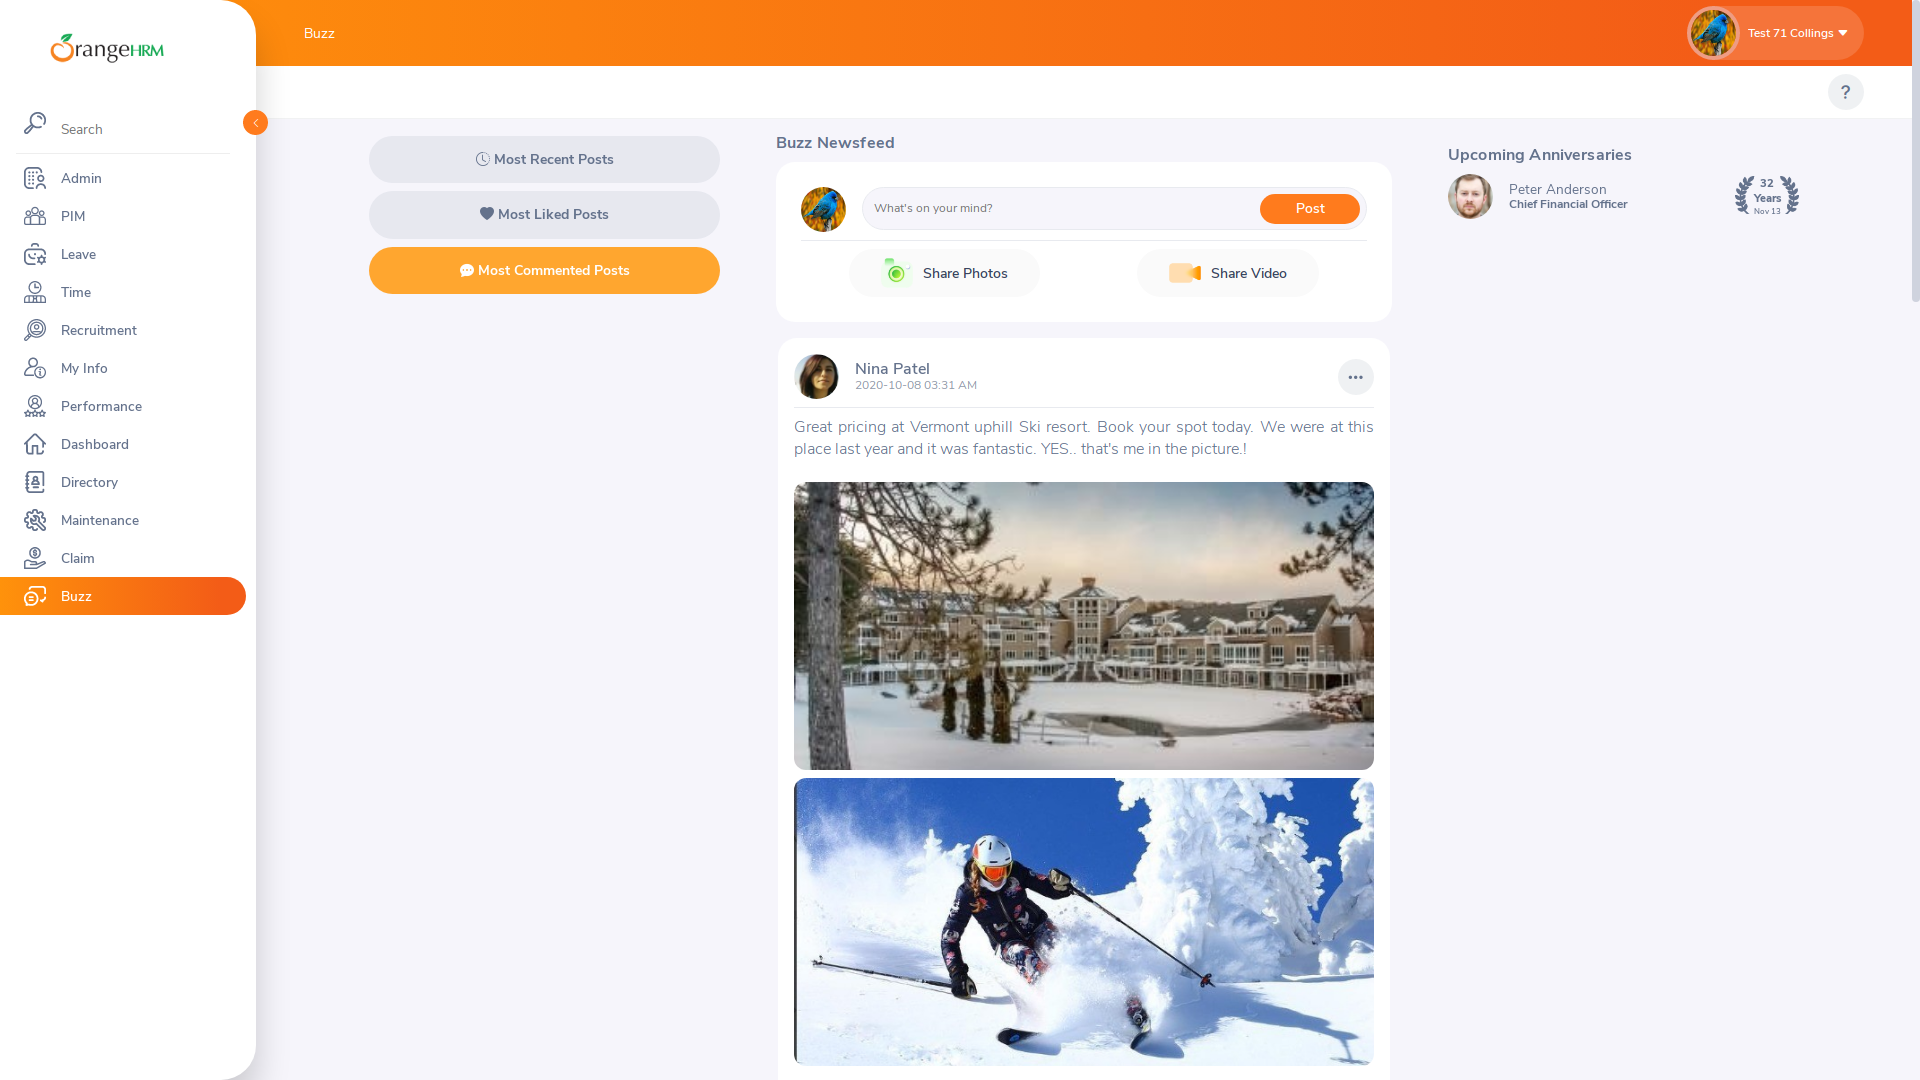 OrangeHRM
Search
Admin
PIM
Leave
Time
Recruitment
My Info
Performance
Dashboard
Directory
Maintenance
Claim
Buzz
Buzz
Test 71 Collings
?
Most Recent Posts
Most Liked Posts
Most Commented Posts
Buzz Newsfeed
What's on your mind?
Post
Share Photos
Share Video
Nina Patel
2020-10-08 03:31 AM
Great pricing at Vermont uphill Ski resort. Book your spot today. We were at this
place last year and it was fantastic. YES.. that's me in the picture.!
Upcoming Anniversaries
Peter Anderson
Chief Financial Officer
32
Years
Nov 13